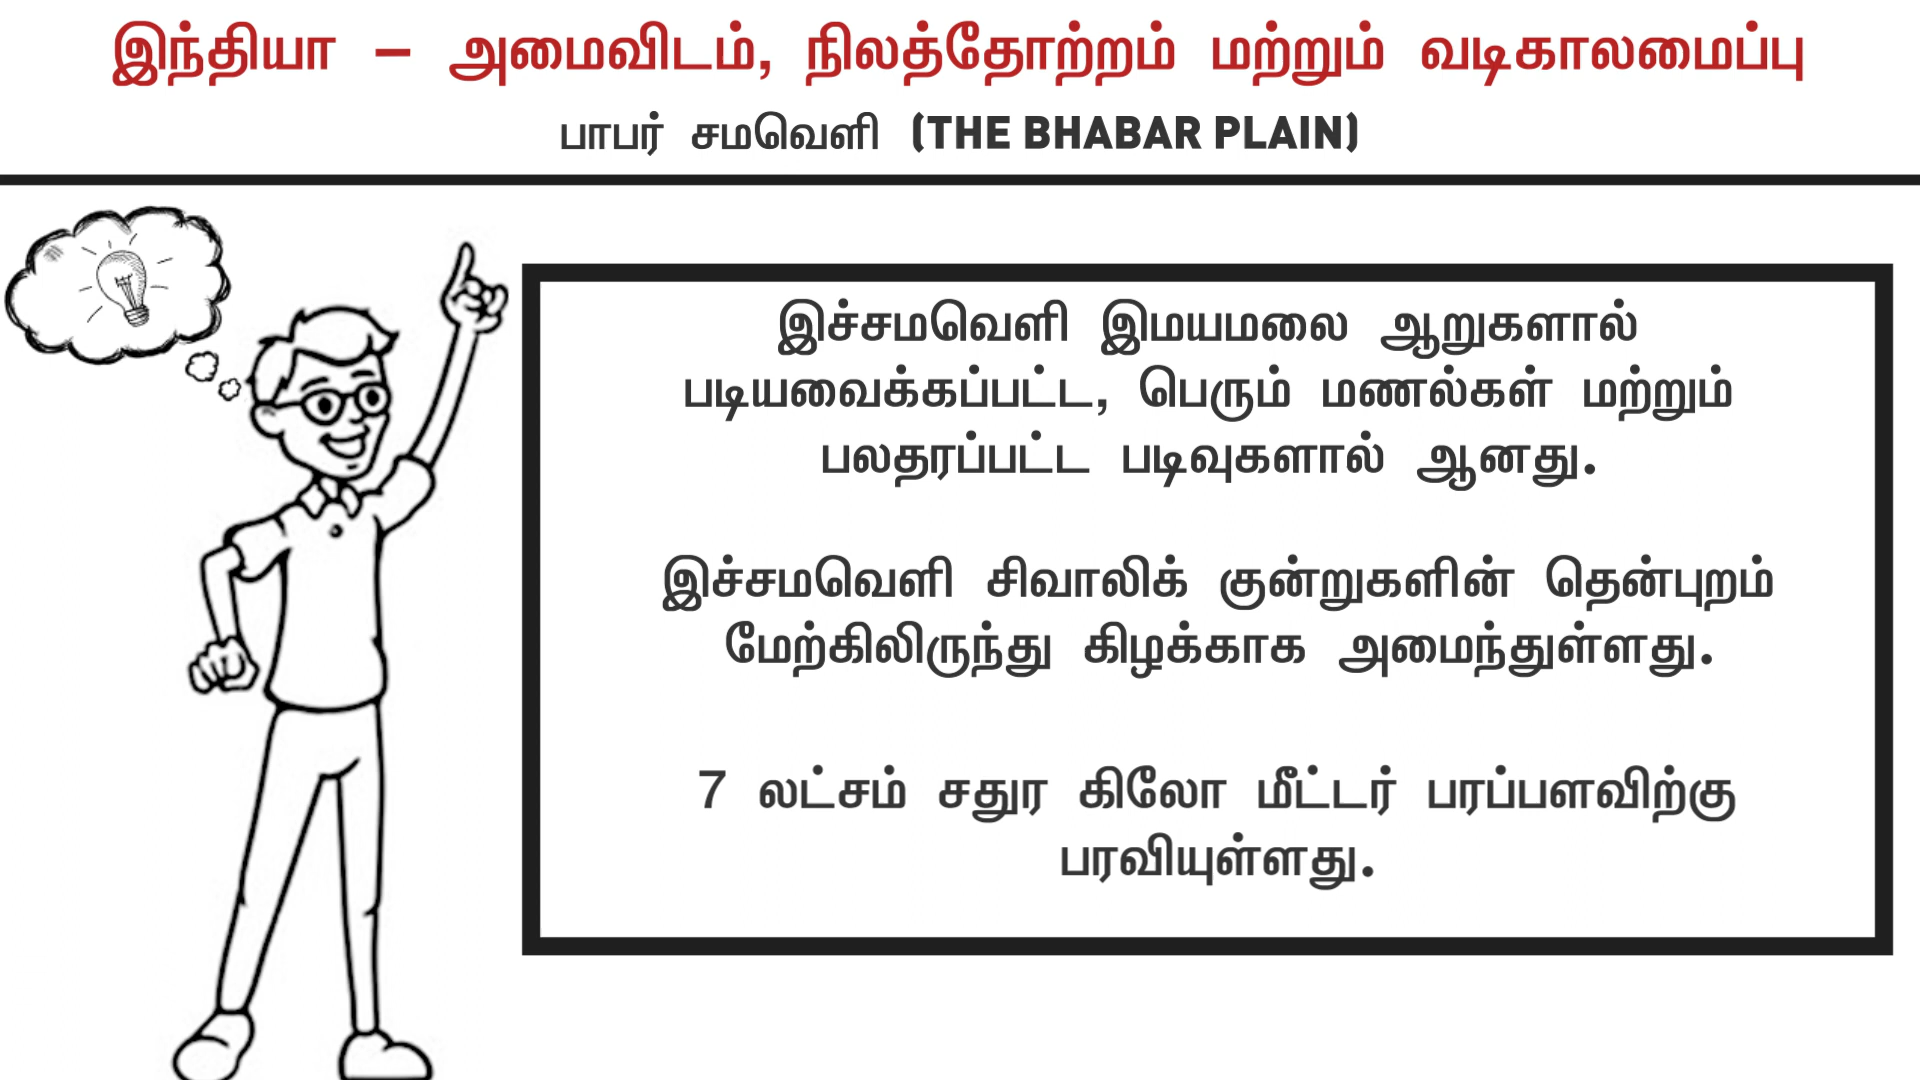 இந்தியா – அமைவிடம், நிலத்தோற்றம் மற்றும் வடிகாலமைப்பு
பாபர் சமவெளி (THE BHABAR PLAIN)
இச்சமவெளி இமயமலை ஆறுகளால்
படியவைக்கப்பட்ட, பெரும் மணல்கள் மற்றும்
பலதரப்பட்ட படிவுகளால் ஆனது.
இச்சமவெளி சிவாலிக் குன்றுகளின் தென்புறம்
மேற்கிலிருந்து கிழக்காக அமைந்துள்ளது.
7 லட்சம் சதுர கிலோ மீட்டர் பரப்பளவிற்கு
பரவியுள்ளது.